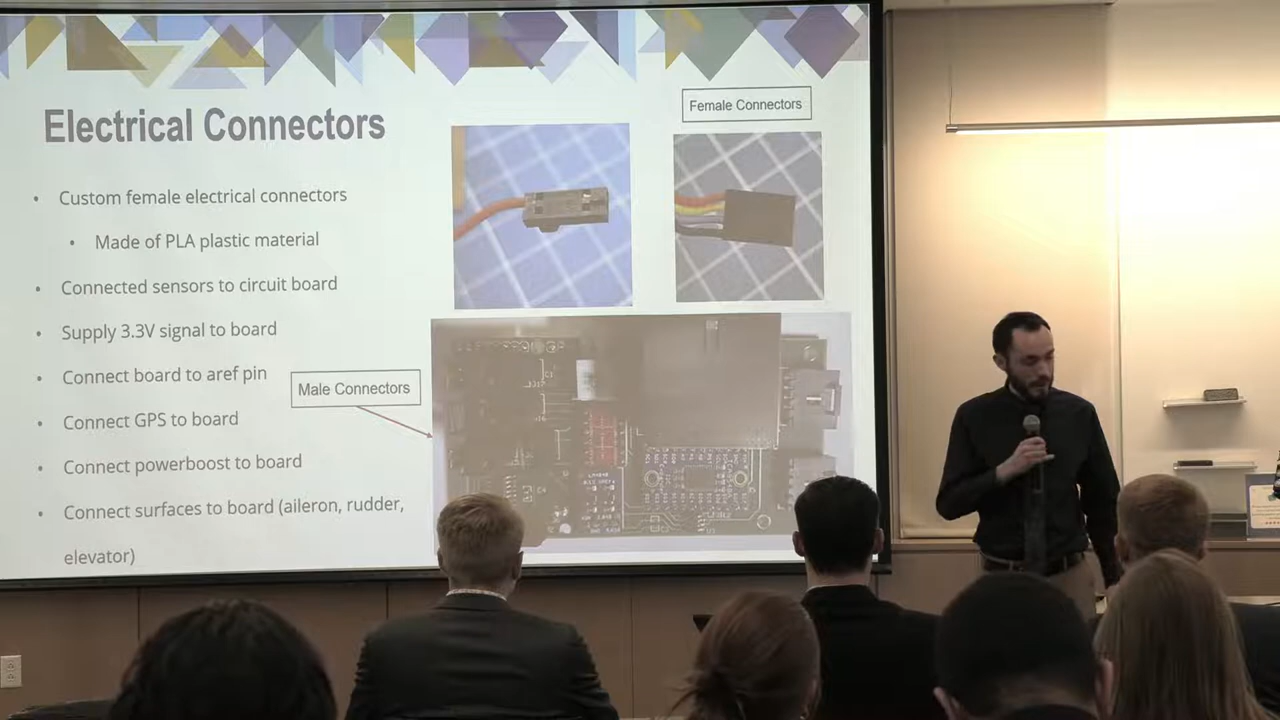 Female Connectors
Electrical Connectors
• Custom female electrical connectors
• Made of PLA plastic material
• Connected sensors to circuit board
• Supply 3.3V signal to board
• Connect board to aref pin
Male Connectors
• Connect GPS to board
• Connect powerboost to board
• Connect surfaces to board (aileron, rudder,
elevator)